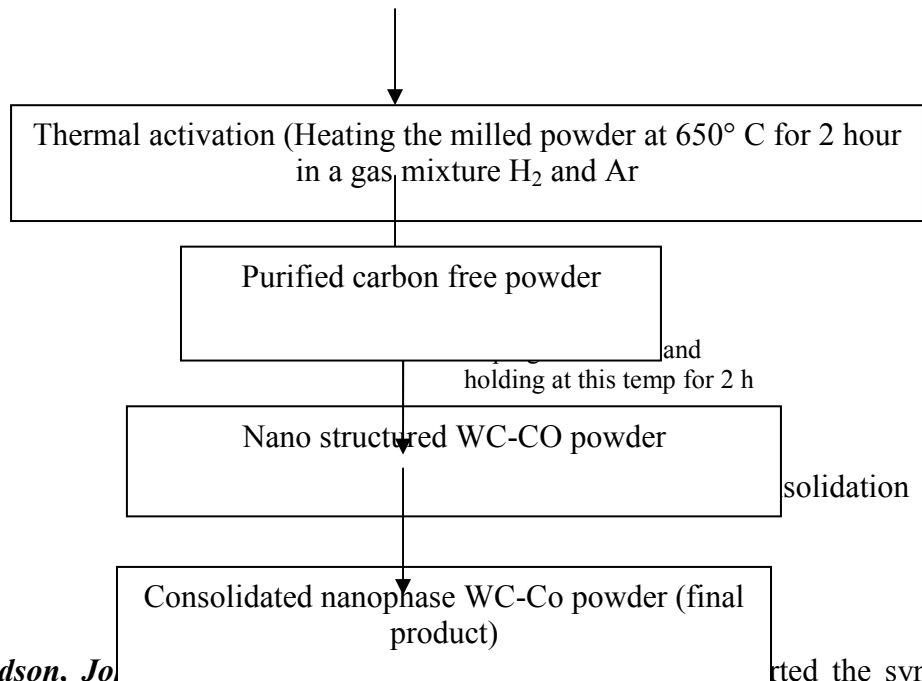 Thermal activation (Heating the milled powder at 650° C for 2 hour
in a gas mixture H₂ and Ar
Purified carbon free powder
and
holding at this temp for 2 h
Nano structured WC-CO powder
solidation
Consolidated nanophase WC-Co powder (final
product)
dson, Jo rted the syn